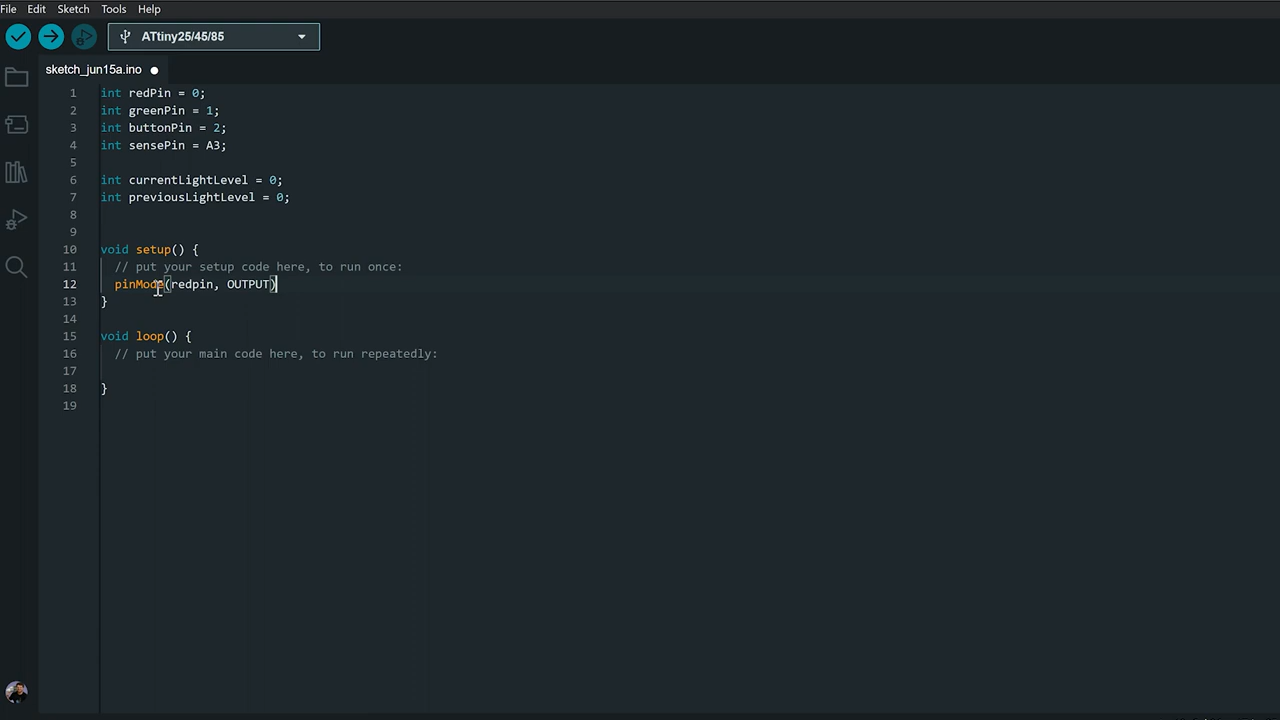 File Edit Sketch Tools Help
ATtiny25/45/85
sketch_jun15a.ino
1 int redPin = 0;
2 int greenPin = 1;
3 int buttonPin = 2;
4 int sensePin = A3;
5
6 int currentLightLevel = 0;
7 int previousLightLevel = 0;
8
9
10 void setup() {
11 // put your setup code here, to run once:
12 pinMode(redpin, OUTPUT)
13 }
14
15 void loop() {
16 // put your main code here, to run repeatedly:
17
18 }
19